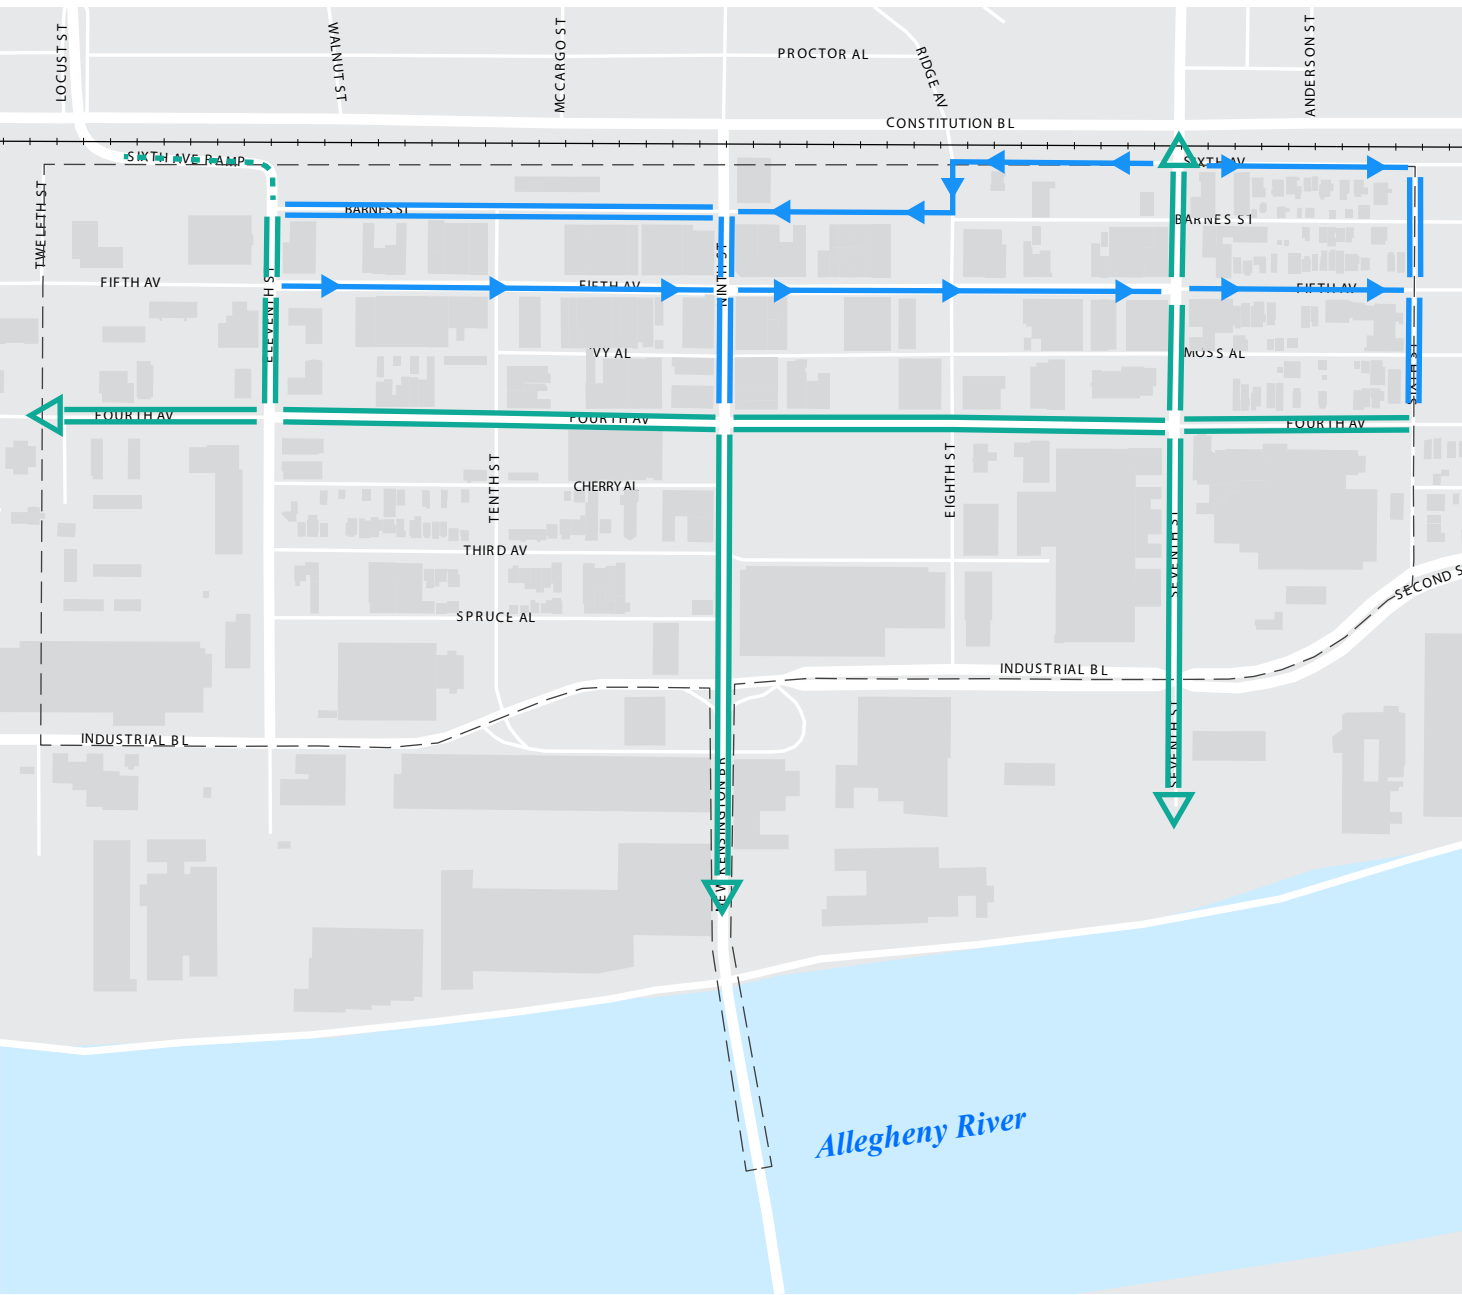 LOCUST ST
WALNUT ST
MCCARGO ST
PROCTOR AL
RIDGE AV
ANDERSON ST
CONSTITUTION BL
SIXTH AVE RAMP
SIXTH AV
TWELFTH ST
BARNES ST
BARNES ST
NINTH ST
ELEVENTH ST
FIFTH AV
FIFTH AV
FIFTH AV
IVY AL
MOSS AL
SIXTH ST
FOURTH AV
FOURTH AV
FOURTH AV
TENTH ST
CHERRY AL
EIGHTH ST
THIRD AV
SEVENTH ST
SECOND S
SPRUCE AL
INDUSTRIAL BL
INDUSTRIAL BL
SEVENTH ST
NEW KENSINGTON BR
Allegheny River